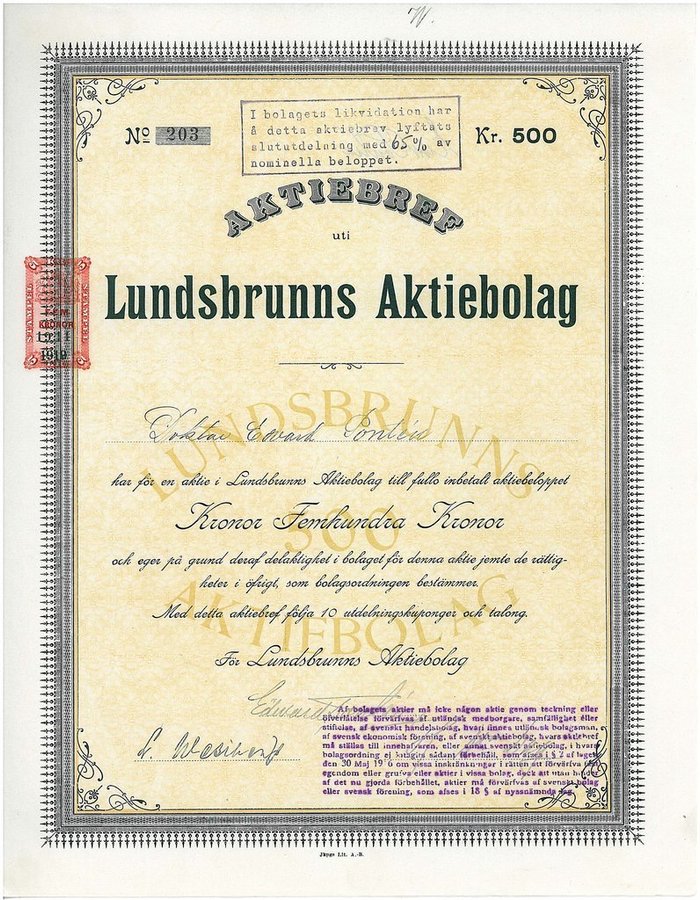 W.
I bolagets likvidation har
å detta aktiebrev lyftats
slututdelning med 65% av
nominella beloppet.
No 203
Kr. 500
AKTIEBREF
uti
Lundsbrunns Aktiebolag
STÄMPEL
5
FEM
KRONOR
1919
LUNDSBRUNNS
500
AKTIEBOLAG
Doktor Edvard
har för en aktie i Lundsbrunns Aktiebolag till fullo inbetalt aktiebeloppet
Kronor Femhundra Kronor
och eger på grund deraf delaktighet i bolaget för denna aktie jemte de rättig-
heter i öfrigt, som bolagsordningen bestämmer.
Med detta aktiebref följa 10 utdelningskuponger och talong.
För Lundsbrunns Aktiebolag
Af bolagets aktier må icke någon aktie genom teckning eller
öfverlåtelse förvärfvas af utländsk medborgare, samfällighet eller
stiftelse, af svenskt handelsbolag, hvari finnes utländsk bolagsman,
af svensk ekonomisk förening, af svenskt aktiebolag, hvars aktiebref
må ställas till innehafvaren, eller annat svenskt aktiebolag, i hvars
bolagsordning ej intagits sådant förbehåll, som afses i § 2 af lagen
den 30 Maj 1916 om vissa inskränkningar i rätten att förvärfva
egendom eller grufva eller aktier i vissa bolag, dock att utan hinder
af det nu gjorda förbehållet, aktier må förvärfvas af svenskt bolag
eller svensk förening, som afses i 18 § af nyssnämnda lag.
Jäpgs Lit. A.-B.